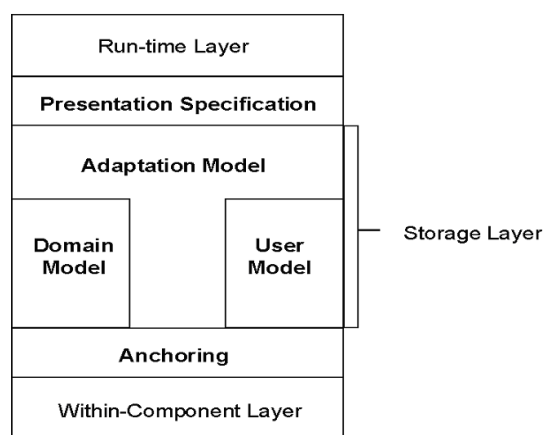 Run-time Layer
Presentation Specification
Adaptation Model
Domain
Model
User
Model
Storage Layer
Anchoring
Within-Component Layer